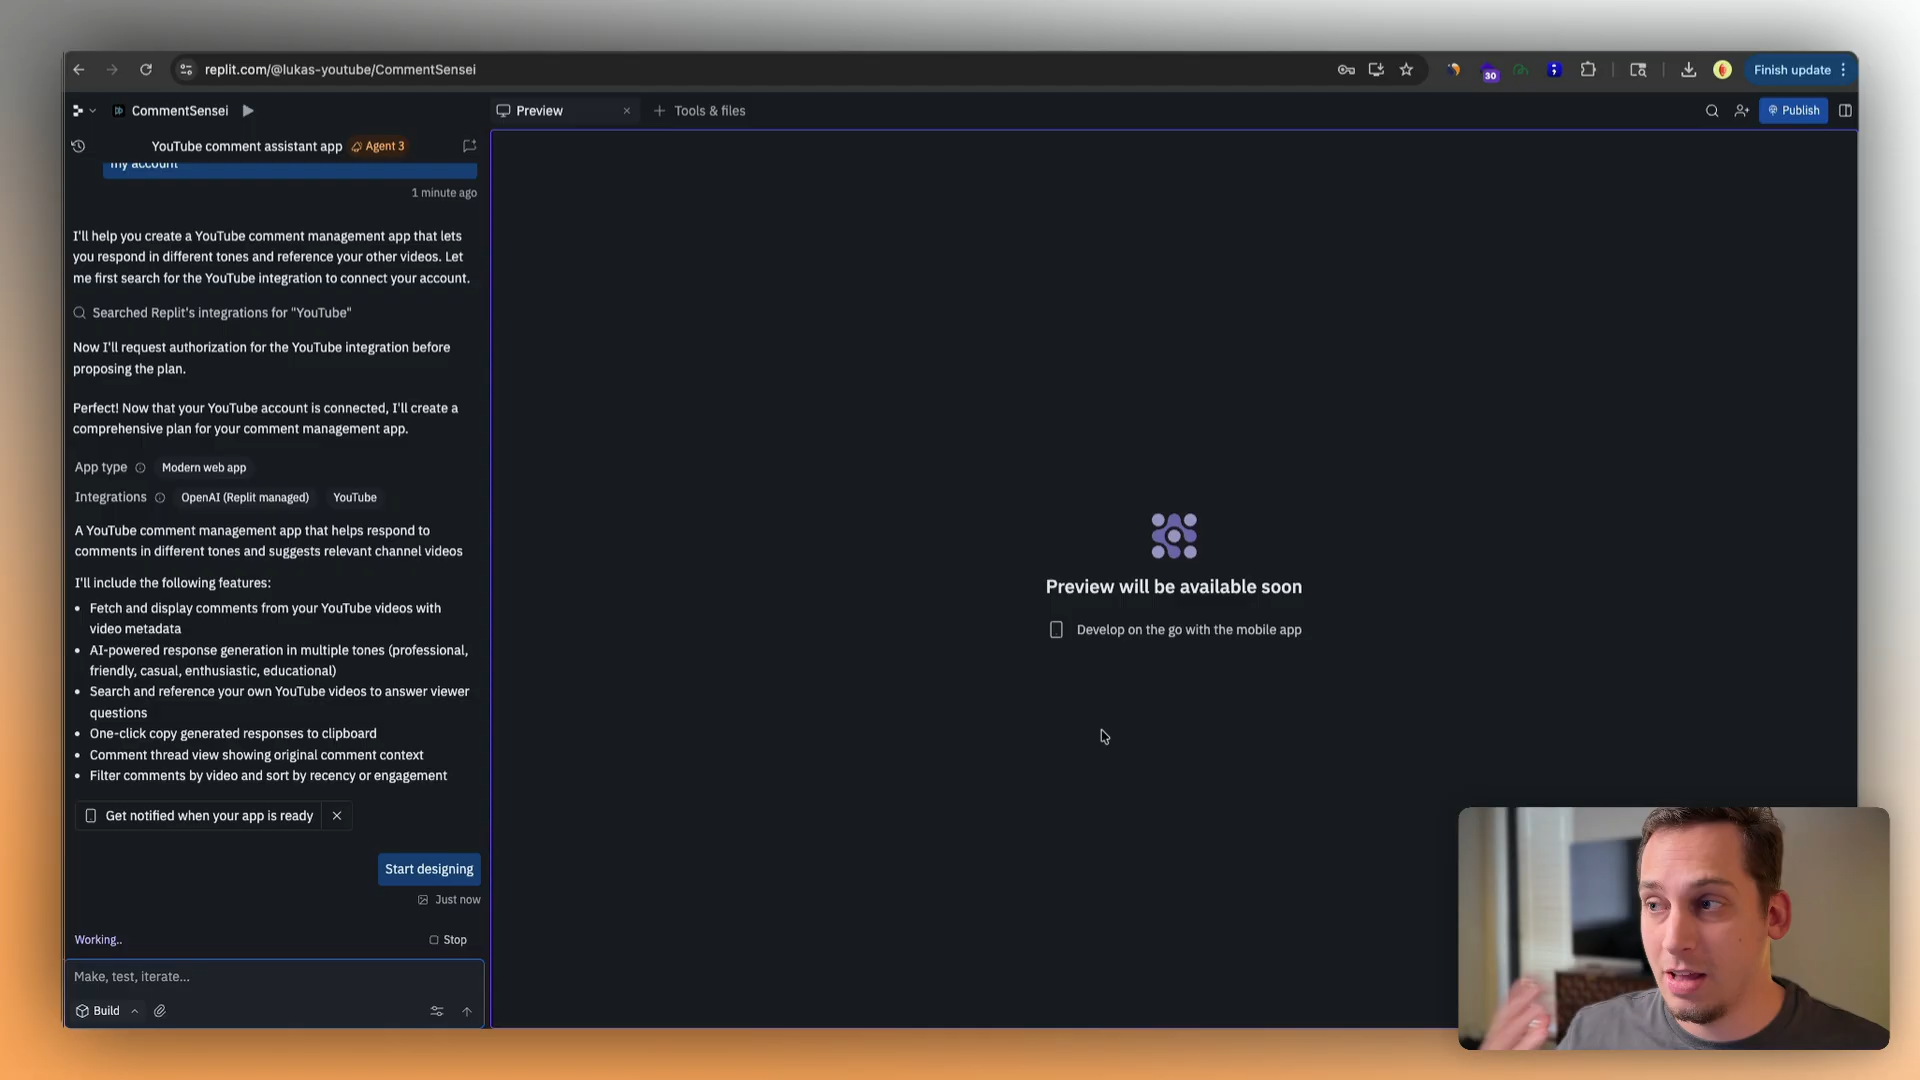 replit.com/@lukas-youtube/CommentSensei
30
Finish update
CommentSensei
Preview
Tools & files
Publish
YouTube comment assistant app
Agent 3
my account
1 minute ago
I'll help you create a YouTube comment management app that lets
you respond in different tones and reference your other videos. Let
me first search for the YouTube integration to connect your account.
Searched Replit's integrations for "YouTube"
Now I'll request authorization for the YouTube integration before
proposing the plan.
Perfect! Now that your YouTube account is connected, I'll create a
comprehensive plan for your comment management app.
App type
Modern web app
Integrations
OpenAI (Replit managed)
YouTube
A YouTube comment management app that helps respond to
comments in different tones and suggests relevant channel videos
I'll include the following features:
• Fetch and display comments from your YouTube videos with
video metadata
• AI-powered response generation in multiple tones (professional,
friendly, casual, enthusiastic, educational)
• Search and reference your own YouTube videos to answer viewer
questions
• One-click copy generated responses to clipboard
• Comment thread view showing original comment context
• Filter comments by video and sort by recency or engagement
Get notified when your app is ready
Start designing
Just now
Working..
Stop
Make, test, iterate...
Build
Preview will be available soon
Develop on the go with the mobile app